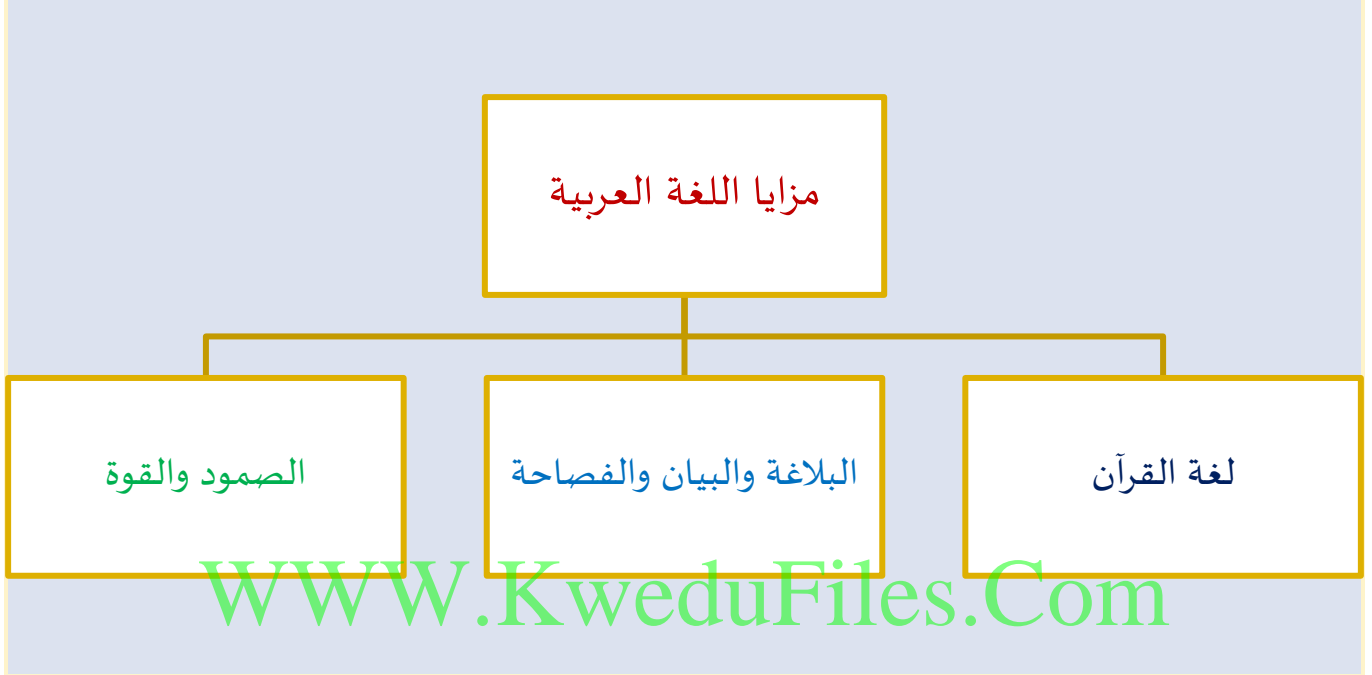 مزايا اللغة العربية
لغة القرآن
البلاغة والبيان والفصاحة
الصمود والقوة
WWW.KweduFiles.Com